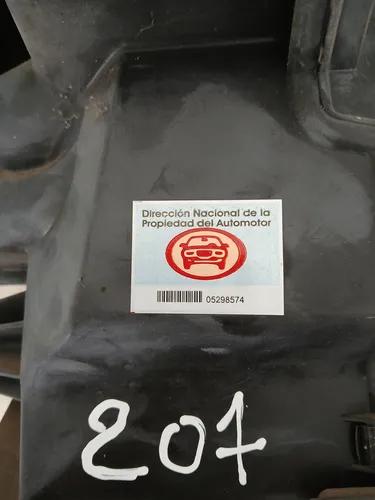 Dirección Nacional de la
Propiedad del Automotor
05298574
207